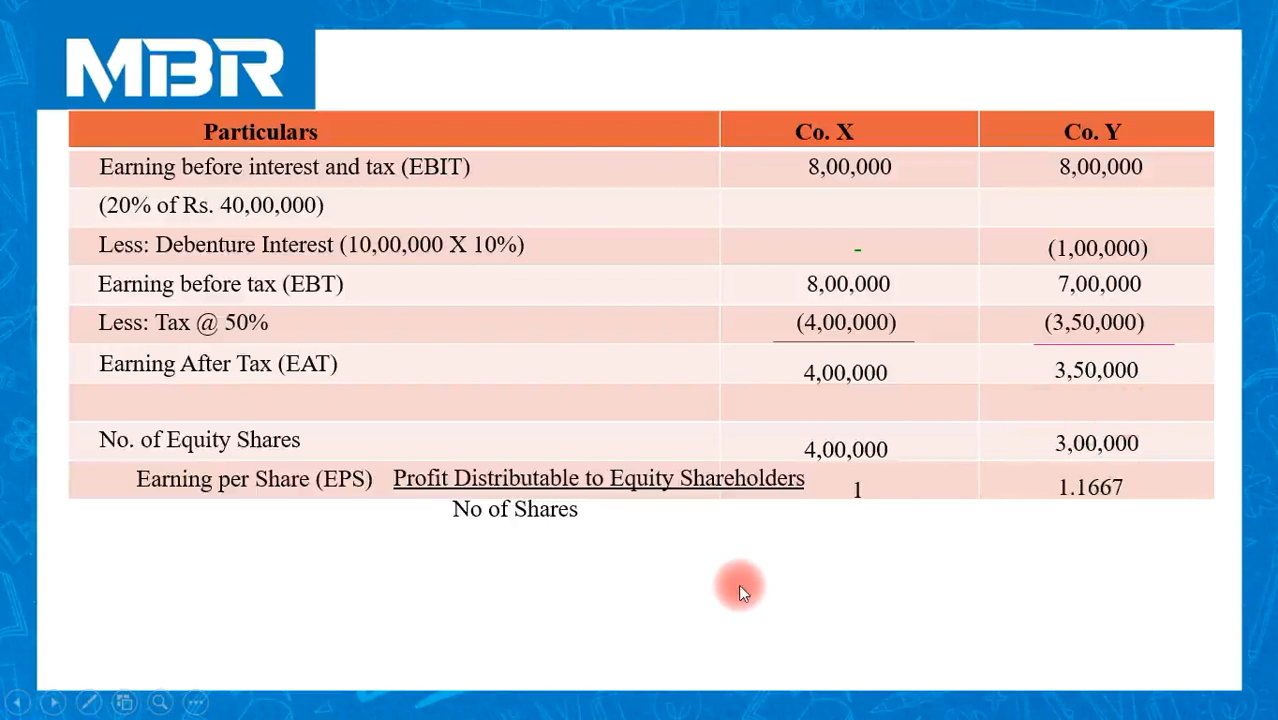 MBR
Particulars Co. X Co. Y
Earning before interest and tax (EBIT) 8,00,000 8,00,000
(20% of Rs. 40,00,000)
Less: Debenture Interest (10,00,000 X 10%) - (1,00,000)
Earning before tax (EBT) 8,00,000 7,00,000
Less: Tax @ 50% (4,00,000) (3,50,000)
Earning After Tax (EAT) 4,00,000 3,50,000
No. of Equity Shares 4,00,000 3,00,000
Earning per Share (EPS) Profit Distributable to Equity Shareholders 1 1.1667
No of Shares